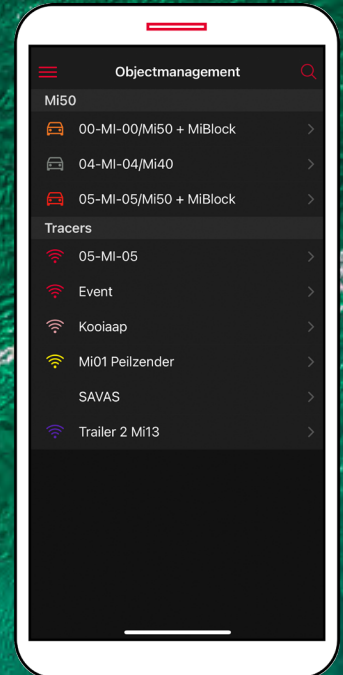 Objectmanagement
Mi50
00-MI-00/Mi50 + MiBlock
04-MI-04/Mi40
05-MI-05/Mi50 + MiBlock
Tracers
05-MI-05
Event
Kooiaap
Mi01 Peilzender
SAVAS
Trailer 2 Mi13